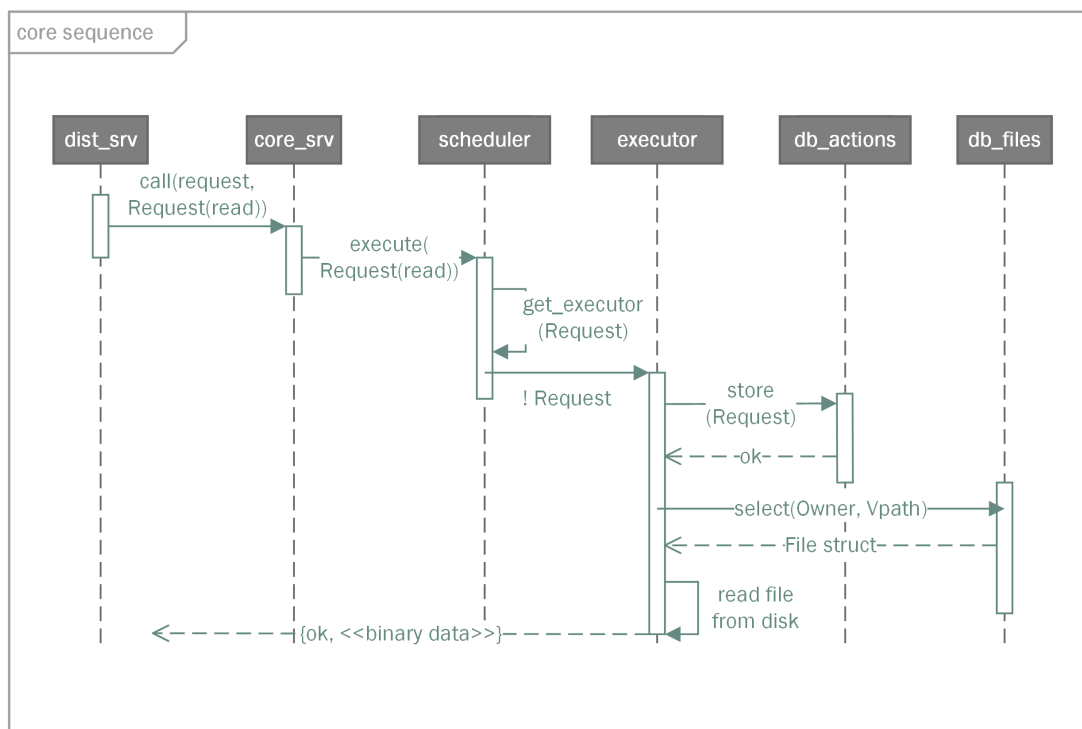 core sequence
dist_srv
core_srv
scheduler
executor
db_actions
db_files
call(request,
Request(read))
execute(
Request(read))
get_executor
(Request)
! Request
store
(Request)
ok
select(Owner, Vpath)
File struct
read file
from disk
{ok, <<binary data>>}